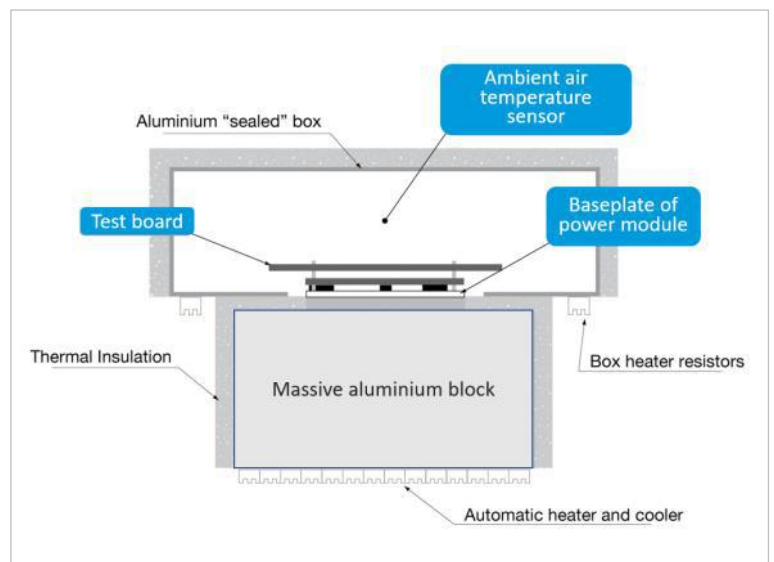 Ambient air
temperature
sensor
Aluminium “sealed” box
Test board
Baseplate of
power module
Thermal Insulation
Box heater resistors
Massive aluminium block
Automatic heater and cooler